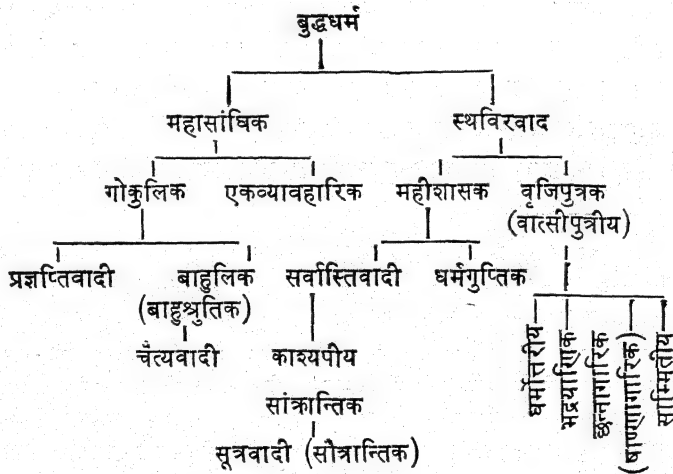 बुद्धधर्म
महासांघिक स्थविरवाद
गोकुलिक एकव्यावहारिक महीशासक वृजिपुत्रक
(वात्सीपुत्रीय)
प्रज्ञप्तिवादी बाहुलिक सर्वास्तिवादी धर्मगुप्तिक
(बाहुश्रुतिक)
चैत्यवादी काश्यपीय
सांक्रान्तिक
सूत्रवादी (सौत्रान्तिक)
धर्मोत्तरीय
भद्रयाणिक
छन्नागारिक
(षाण्णागारिक)
साम्मितीय